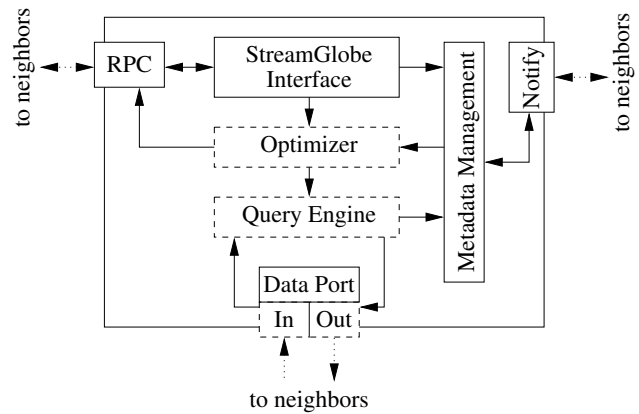 to neighbors
RPC
StreamGlobe
Interface
Metadata Management
Notify
to neighbors
Optimizer
Query Engine
Data Port
In
Out
to neighbors